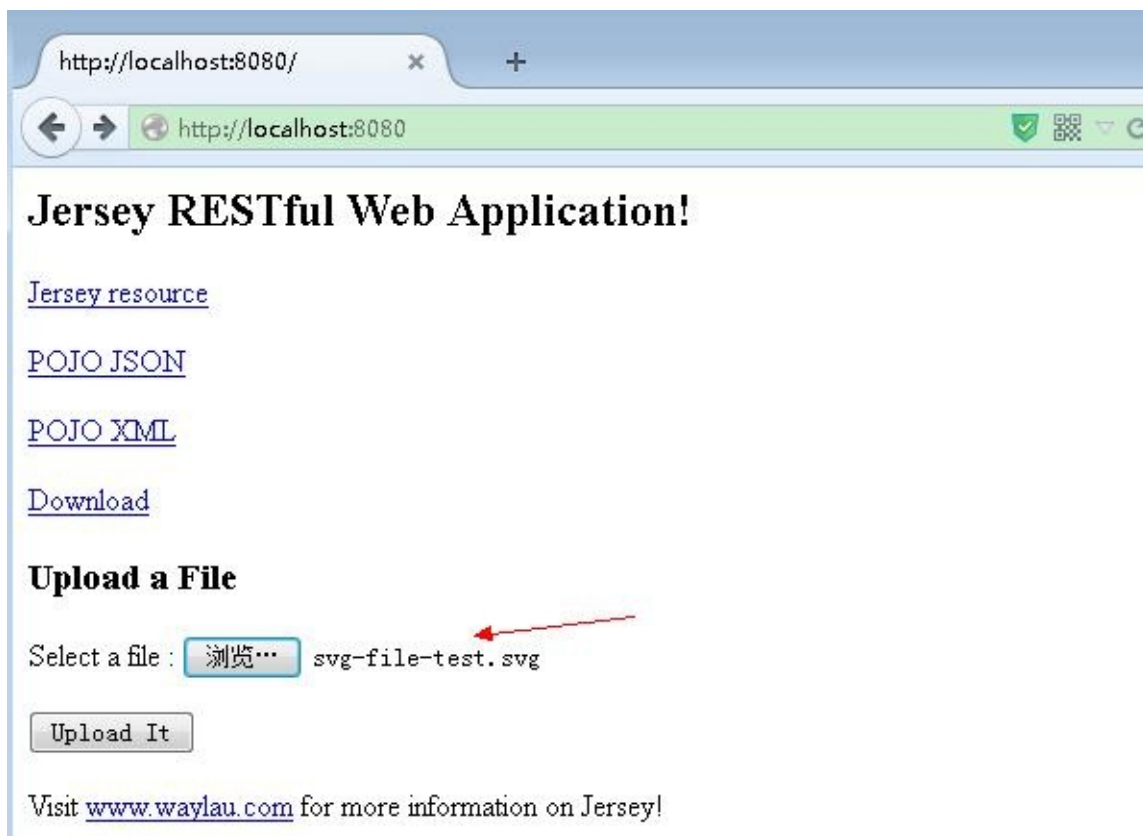 http://localhost:8080/
http://localhost:8080
Jersey RESTful Web Application!
Jersey resource
POJO JSON
POJO XML
Download
Upload a File
Select a file : 浏览… svg-file-test.svg
Upload It
Visit www.waylau.com for more information on Jersey!